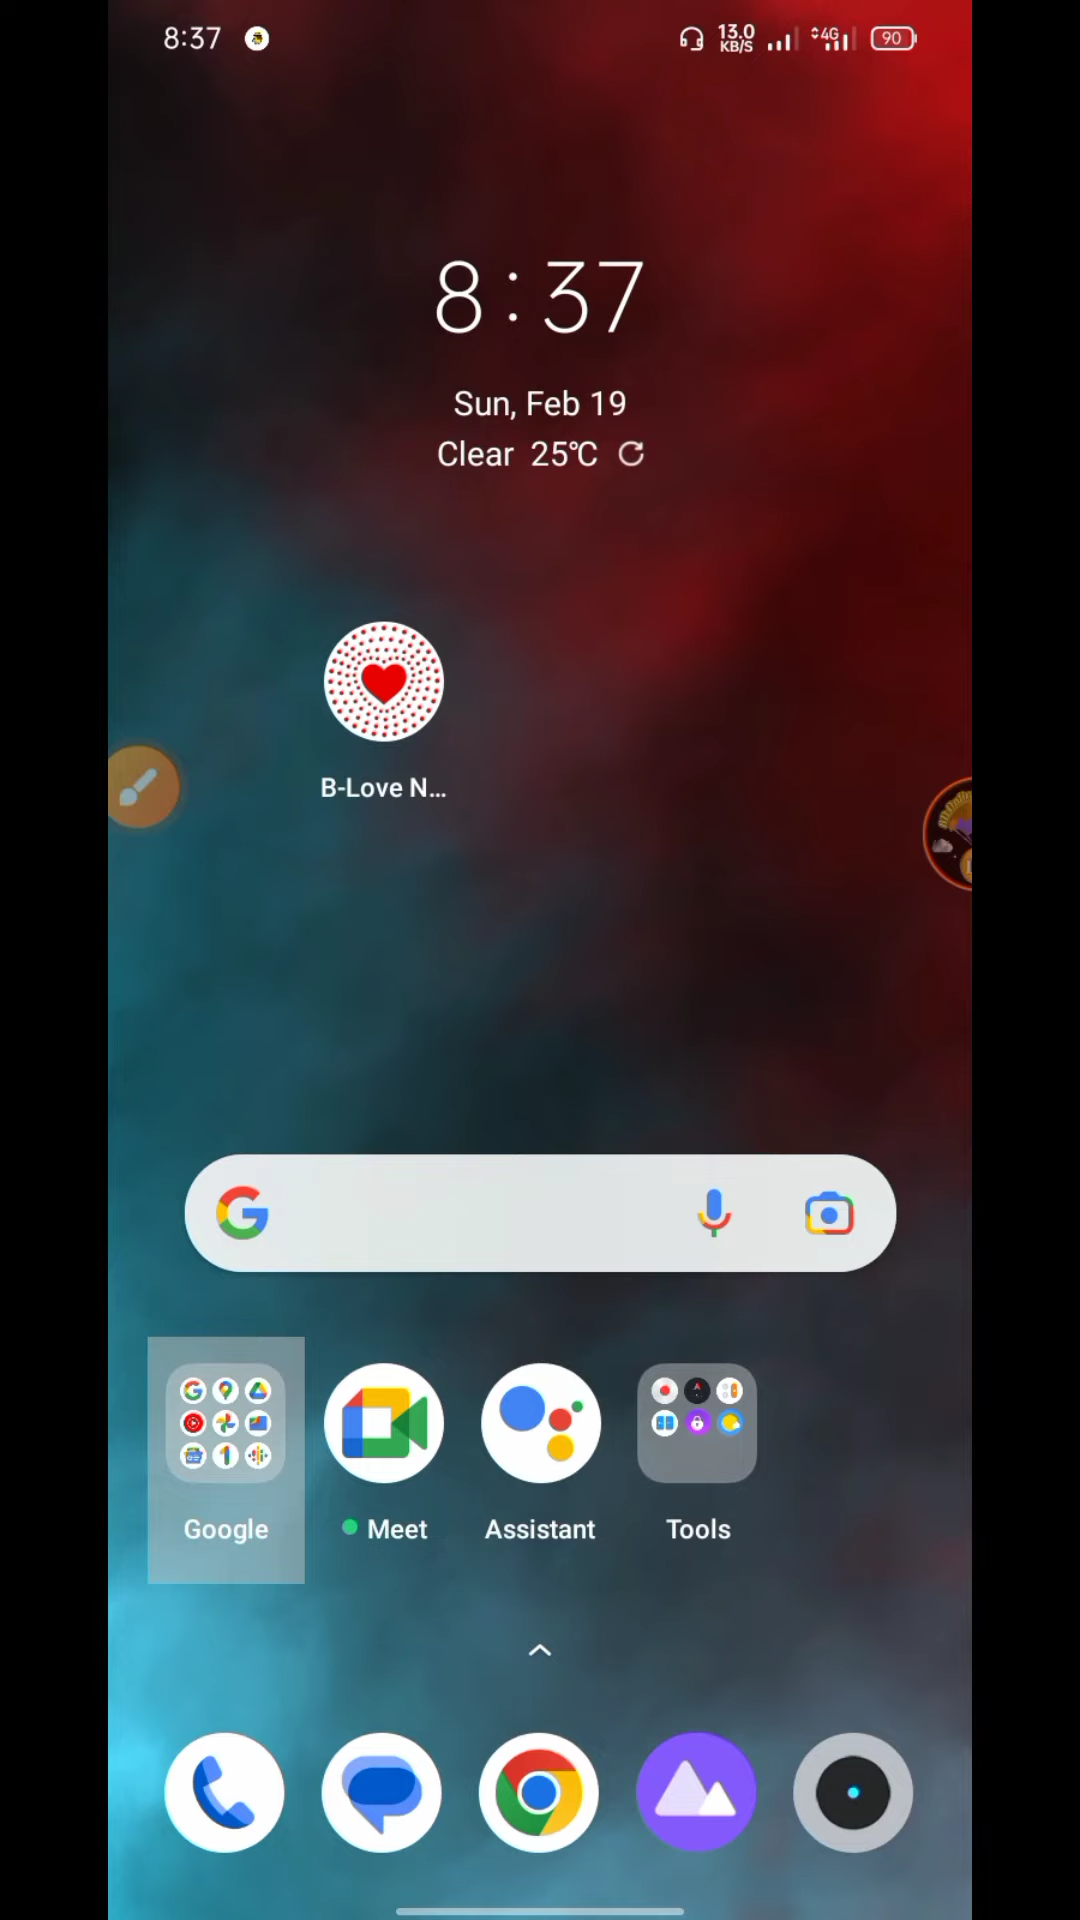 8:37
13.0
KB/S
4G
90
8:37
Sun, Feb 19
Clear 25℃
B-Love N...
Google
Meet
Assistant
Tools